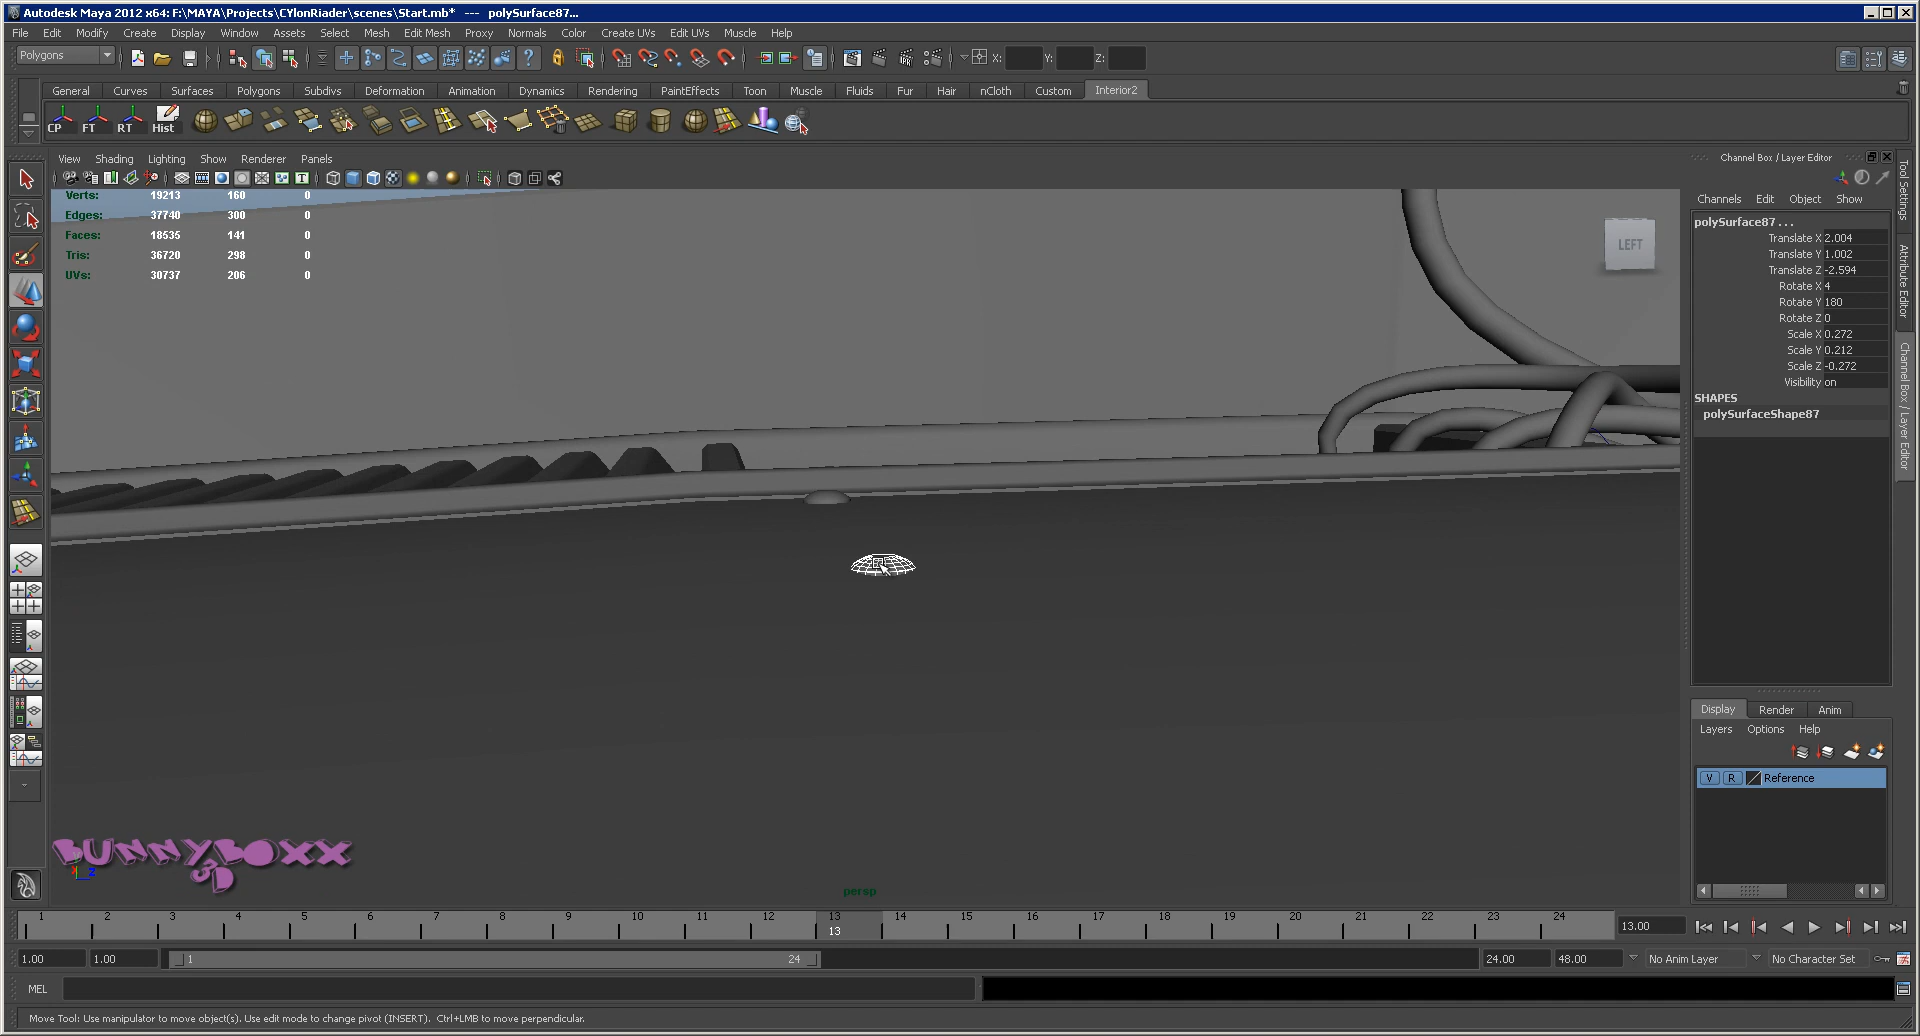 Autodesk Maya 2012 x64: F:\MAYA\Projects\CYlonRiader\scenes\Start.mb* --- polySurface87...
File Edit Modify Create Display Window Assets Select Mesh Edit Mesh Proxy Normals Color Create UVs Edit UVs Muscle Help
Polygons X: Y: Z:
General Curves Surfaces Polygons Subdivs Deformation Animation Dynamics Rendering PaintEffects Toon Muscle Fluids Fur Hair nCloth Custom Interior2
CP FT RT Hist
View Shading Lighting Show Renderer Panels
Verts: 19213 160 0
Edges: 37740 300 0
Faces: 18535 141 0
Tris: 36720 298 0
UVs: 30737 206 0
LEFT
persp
BUNNYBOXX
3D
Z
Channel Box / Layer Editor
Channels Edit Object Show
polySurface87 . . .
Translate X 2.004
Translate Y 1.002
Translate Z -2.594
Rotate X 4
Rotate Y 180
Rotate Z 0
Scale X 0.272
Scale Y 0.212
Scale Z -0.272
Visibility on
SHAPES
polySurfaceShape87
Tool Settings
Attribute Editor
Channel Box / Layer Editor
Display Render Anim
Layers Options Help
V R Reference
1 2 3 4 5 6 7 8 9 10 11 12 13 14 15 16 17 18 19 20 21 22 23 24
13
13.00
1.00 1.00 1 24 24.00 48.00 No Anim Layer No Character Set
MEL
Move Tool: Use manipulator to move object(s). Use edit mode to change pivot (INSERT). Ctrl+LMB to move perpendicular.